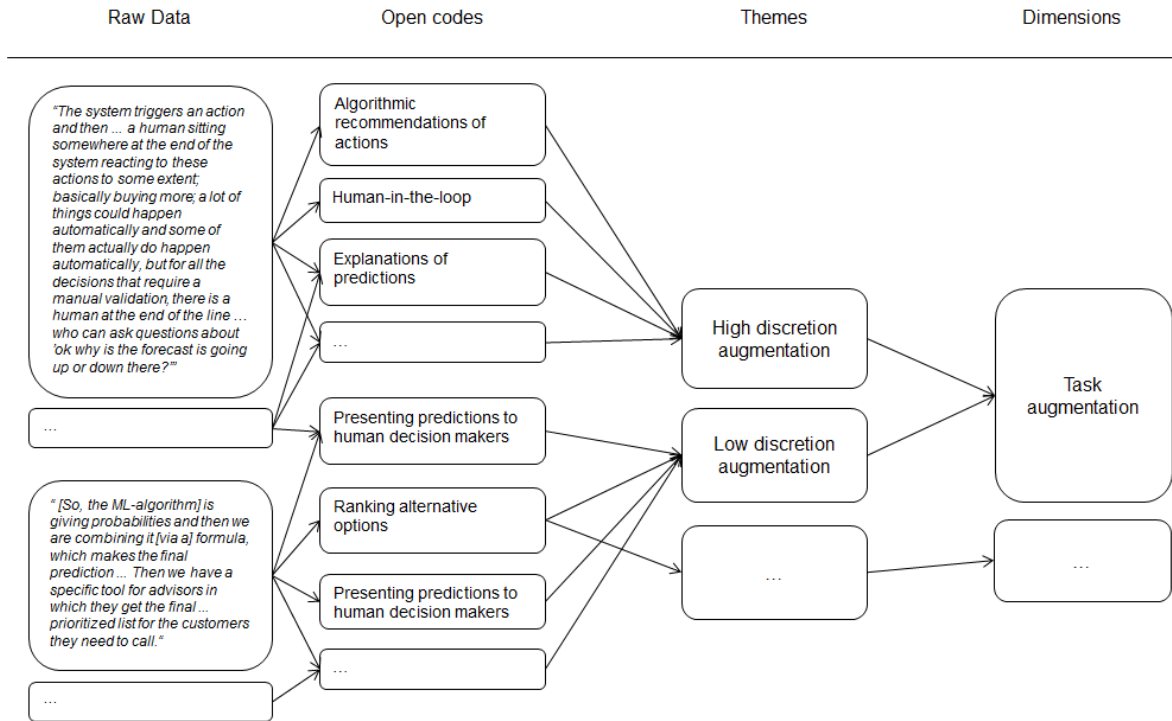 Raw Data
Open codes
Themes
Dimensions
“The system triggers an action
and then ... a human sitting
somewhere at the end of the
system reacting to these
actions to some extent;
basically buying more; a lot of
things could happen
automatically and some of
them actually do happen
automatically, but for all the
decisions that require a
manual validation, there is a
human at the end of the line …
who can ask questions about
‘ok why is the forecast is going
up or down there?’”
…
“ [So, the ML-algorithm] is
giving probabilities and then we
are combining it [via a] formula,
which makes the final
prediction ... Then we have a
specific tool for advisors in
which they get the final ...
prioritized list for the customers
they need to call.“
…
Algorithmic
recommendations of
actions
Human-in-the-loop
Explanations of
predictions
…
Presenting predictions to
human decision makers
Ranking alternative
options
Presenting predictions to
human decision makers
…
High discretion
augmentation
Low discretion
augmentation
…
Task
augmentation
…